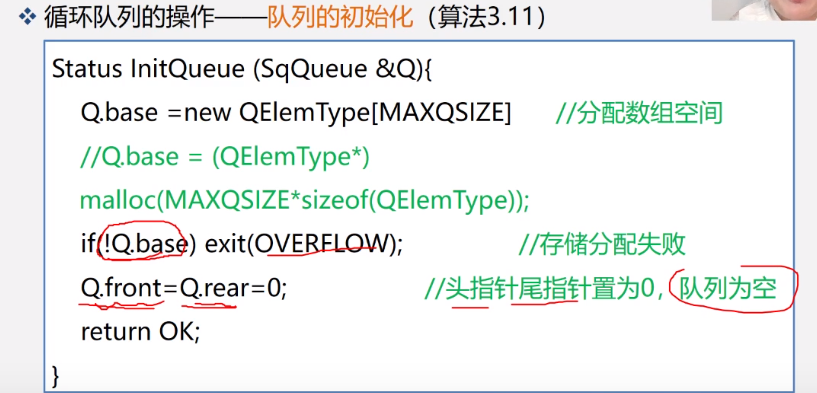 ❖ 循环队列的操作——队列的初始化（算法3.11）
Status InitQueue (SqQueue &Q){
Q.base =new QElemType[MAXQSIZE] //分配数组空间
//Q.base = (QElemType*)
malloc(MAXQSIZE*sizeof(QElemType));
if(!Q.base) exit(OVERFLOW); //存储分配失败
Q.front=Q.rear=0; //头指针尾指针置为0，队列为空
return OK;
}